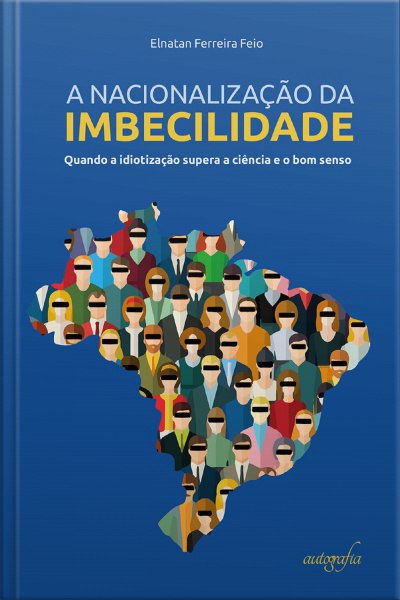 Elnatan Ferreira Feio
A NACIONALIZAÇÃO DA
IMBECILIDADE
Quando a idiotização supera a ciência e o bom senso
autografia